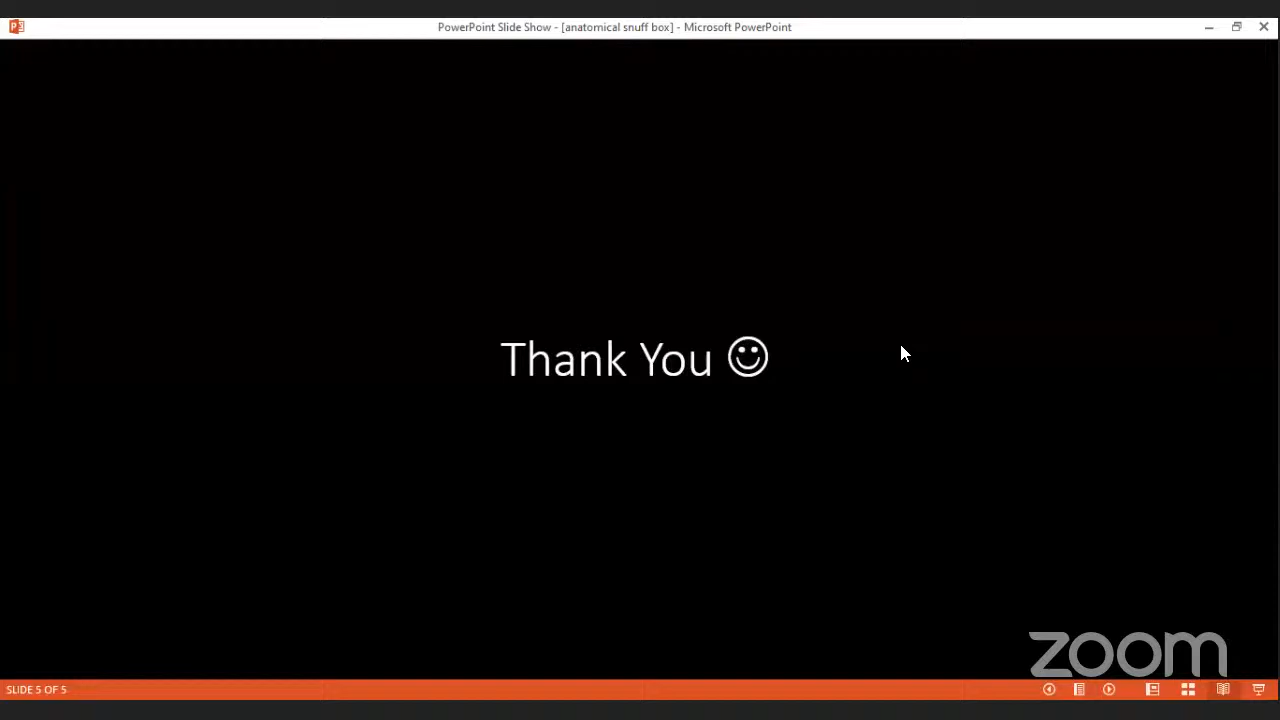 PowerPoint Slide Show - [anatomical snuff box] - Microsoft PowerPoint
Thank You ☺
zoom
SLIDE 5 OF 5